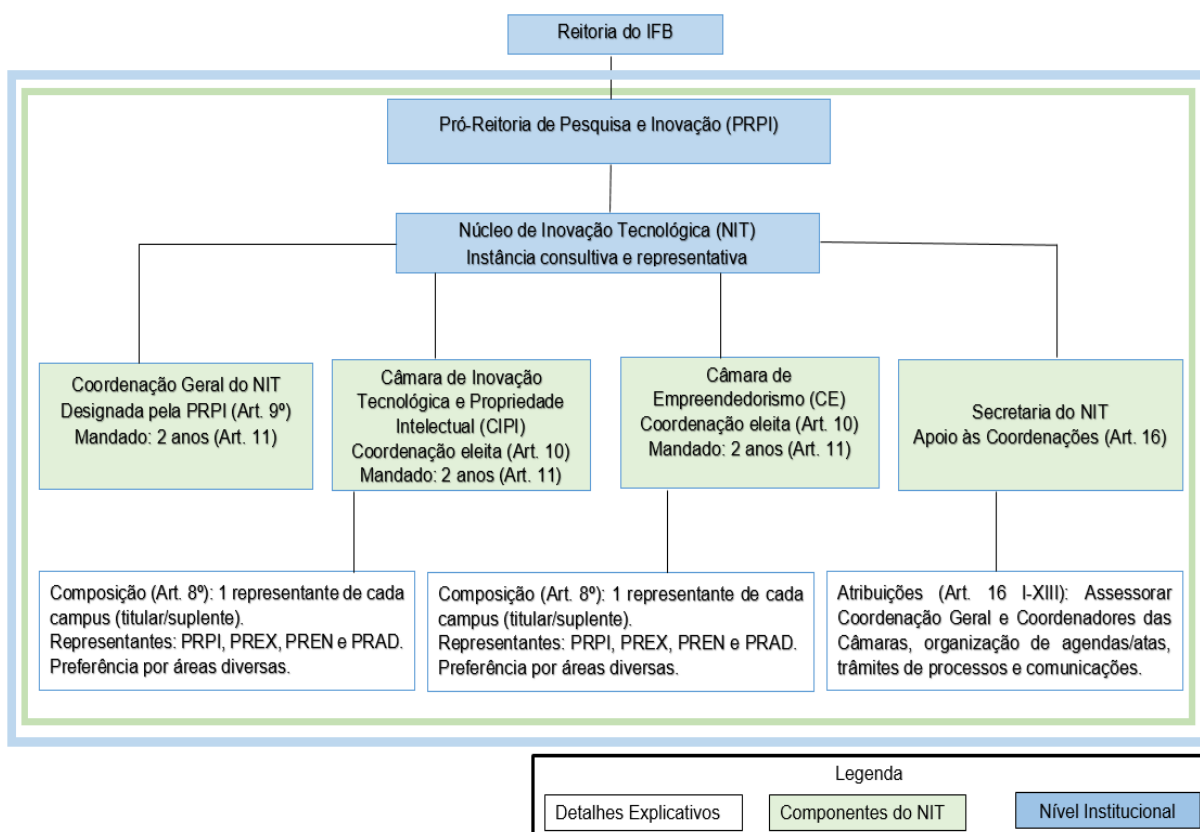 Reitoria do IFB
Pró-Reitoria de Pesquisa e Inovação (PRPI)
Núcleo de Inovação Tecnológica (NIT)
Instância consultiva e representativa
Coordenação Geral do NIT
Designada pela PRPI (Art. 9º)
Mandado: 2 anos (Art. 11)
Câmara de Inovação
Tecnológica e Propriedade
Intelectual (CIPI)
Coordenação eleita (Art. 10)
Mandado: 2 anos (Art. 11)
Câmara de
Empreendedorismo (CE)
Coordenação eleita (Art. 10)
Mandado: 2 anos (Art. 11)
Secretaria do NIT
Apoio às Coordenações (Art. 16)
Composição (Art. 8º): 1 representante de cada
campus (titular/suplente).
Representantes: PRPI, PREX, PREN e PRAD.
Preferência por áreas diversas.
Composição (Art. 8º): 1 representante de cada
campus (titular/suplente).
Representantes: PRPI, PREX, PREN e PRAD.
Preferência por áreas diversas.
Atribuições (Art. 16 I-XIII): Assessorar
Coordenação Geral e Coordenadores das
Câmaras, organização de agendas/atas,
trâmites de processos e comunicações.
Legenda
Detalhes Explicativos
Componentes do NIT
Nível Institucional